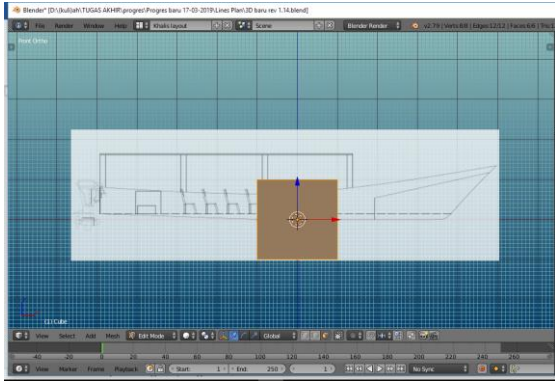 Blender* [D:\(kuliah\TUGAS AKHIR\progres\Progres baru 17-03-2019\Lines Plan\3D baru rev 1.14.blend]
File Render Window Help Khalis layout Scene Blender Render v2.79 | Verts:8/8 | Edges:12/12 | Faces:6/6 | Tris:1
Front Ortho
(1) Cube
View Select Add Mesh Edit Mode Global
-40 -20 0 20 40 60 80 100 120 140 160 180 200 220 240 260
View Marker Frame Playback Start: 1 End: 250 1 No Sync